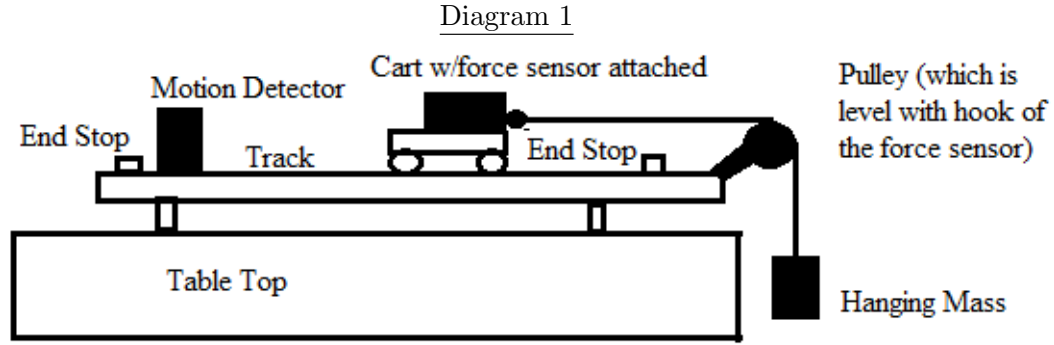 Diagram 1
Cart w/force sensor attached
Motion Detector
Pulley (which is
level with hook of
the force sensor)
End Stop
Track
End Stop
Table Top
Hanging Mass